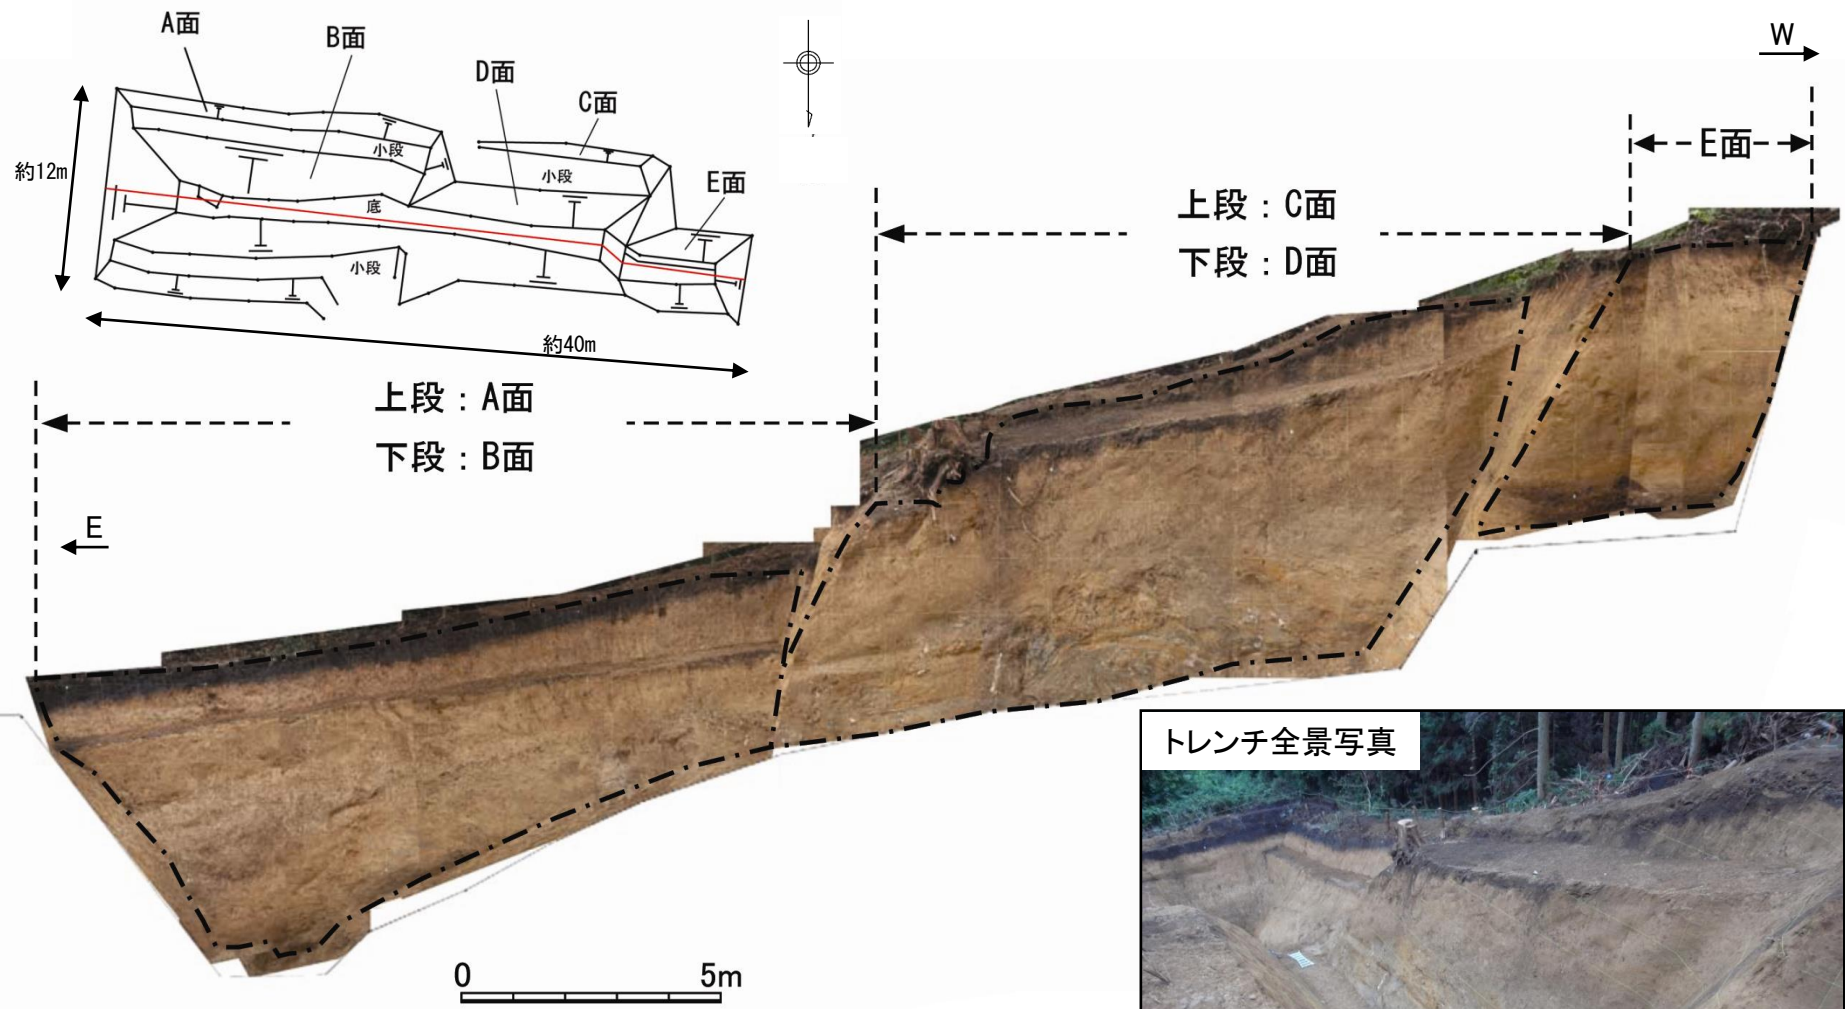 A面
B面
D面
C面
E面
小段
小段
底
小段
約12m
約40m
W
E面
上段：C面
下段：D面
上段：A面
下段：B面
E
トレンチ全景写真
0 5m